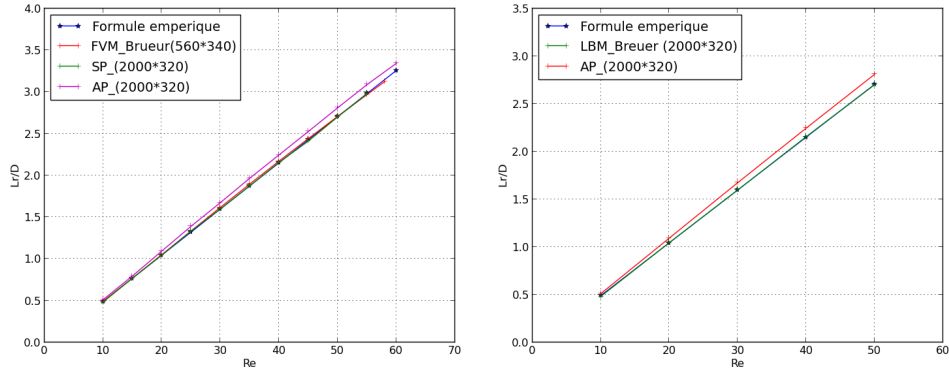 4.0
3.5
3.0
2.5
2.0
1.5
1.0
0.5
0.0
Lr/D
Formule emperique
FVM_Brueur(560*340)
SP_(2000*320)
AP_(2000*320)
0 10 20 30 40 50 60 70
Re
3.5
3.0
2.5
2.0
1.5
1.0
0.5
0.0
Lr/D
Formule emperique
LBM_Breuer (2000*320)
AP_(2000*320)
0 10 20 30 40 50 60
Re